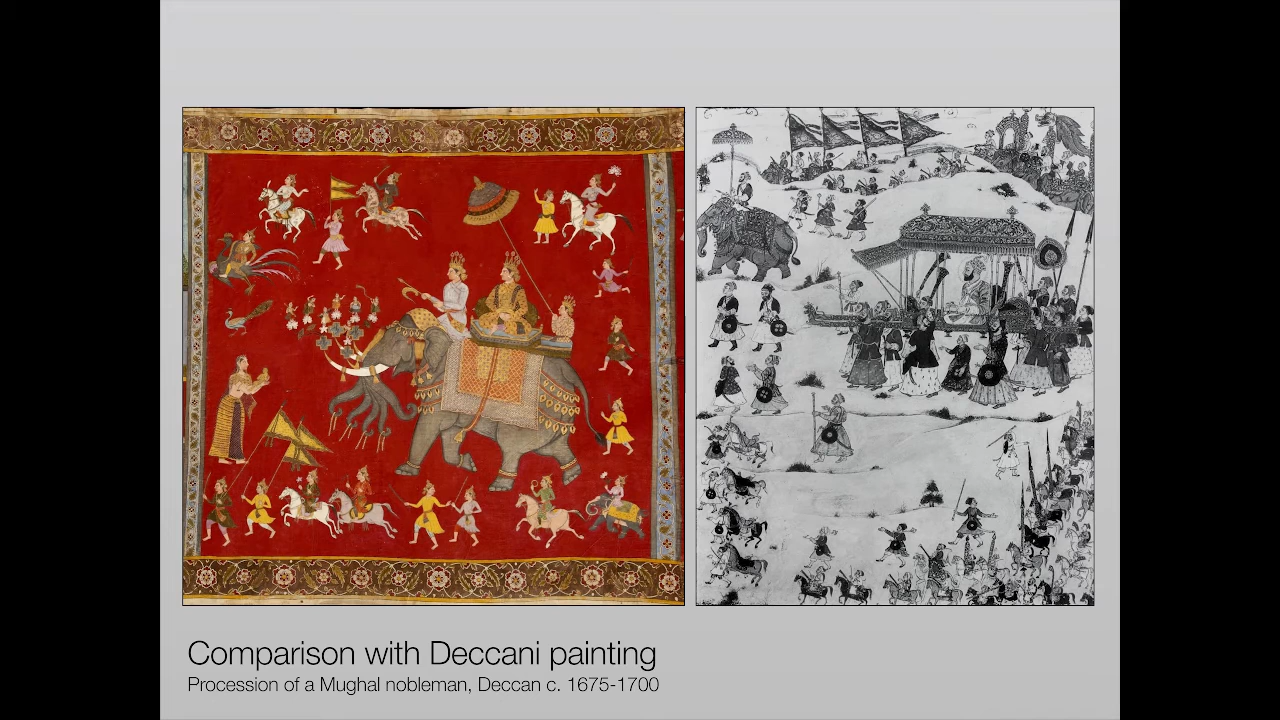 Comparison with Deccani painting
Procession of a Mughal nobleman, Deccan c. 1675-1700